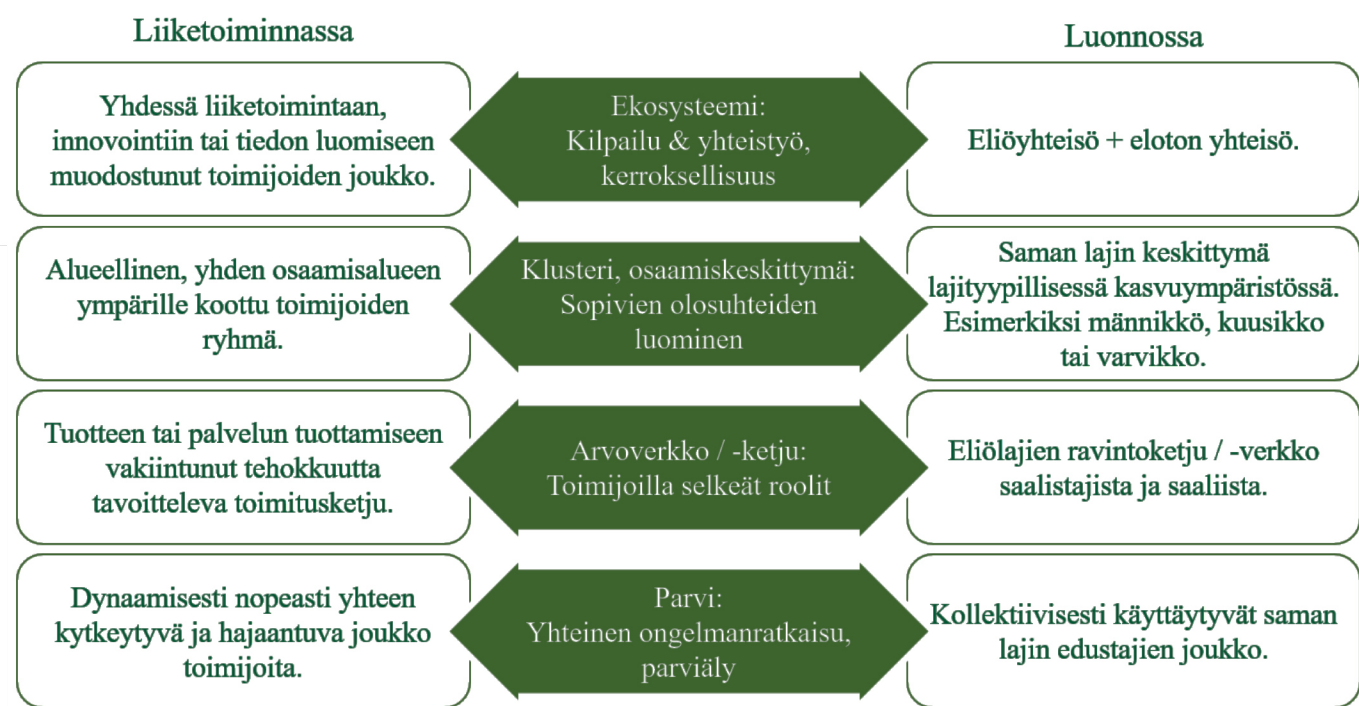 Liiketoiminnassa
Luonnossa
Yhdessä liiketoimintaan,
innovointiin tai tiedon luomiseen
muodostunut toimijoiden joukko.
Ekosysteemi:
Kilpailu & yhteistyö,
kerroksellisuus
Eliöyhteisö + eloton yhteisö.
Alueellinen, yhden osaamisalueen
ympärille koottu toimijoiden
ryhmä.
Klusteri, osaamiskeskittymä:
Sopivien olosuhteiden
luominen
Saman lajin keskittymä
lajityypillisessä kasvuympäristössä.
Esimerkiksi männikkö, kuusikko
tai varvikko.
Tuotteen tai palvelun tuottamiseen
vakiintunut tehokkuutta
tavoitteleva toimitusketju.
Arvoverkko / -ketju:
Toimijoilla selkeät roolit
Eliölajien ravintoketju / -verkko
saalistajista ja saaliista.
Dynaamisesti nopeasti yhteen
kytkeytyvä ja hajaantuva joukko
toimijoita.
Parvi:
Yhteinen ongelmanratkaisu,
parviäly
Kollektiivisesti käyttäytyvät saman
lajin edustajien joukko.